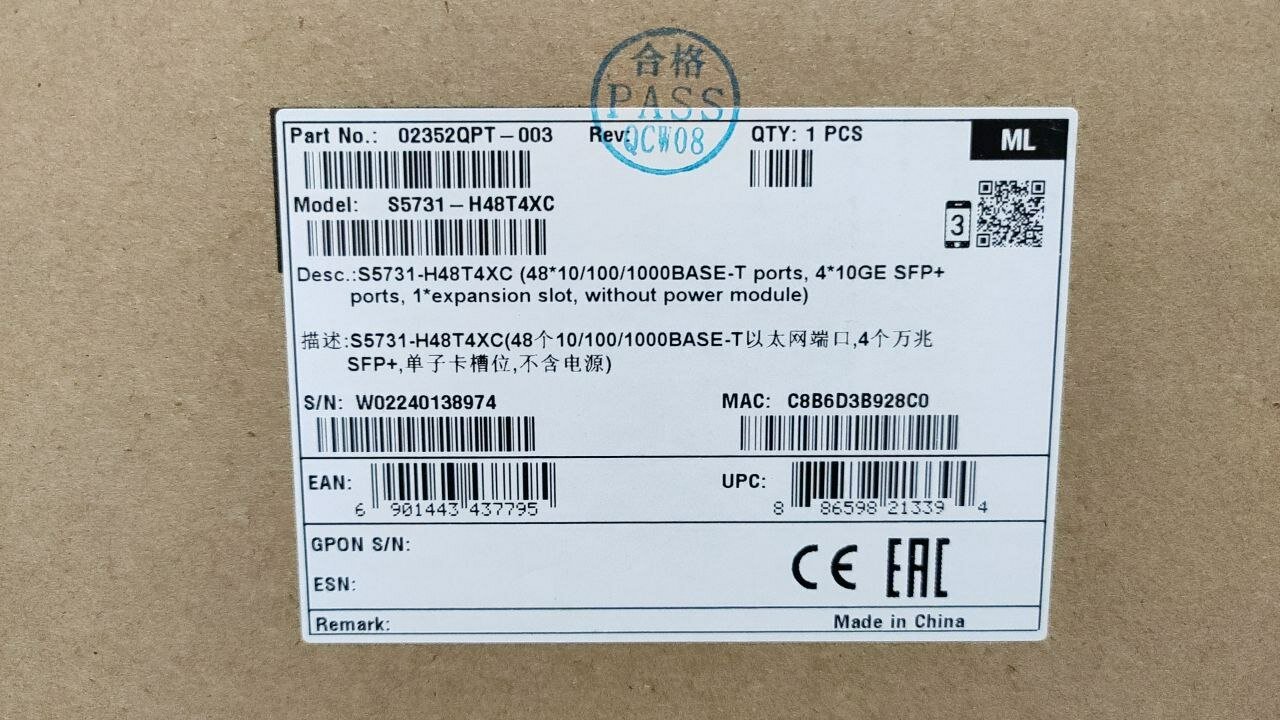 合格
PASS
QCW08
Part No.: 02352QPT-003 Rev: QTY: 1 PCS ML
Model: S5731-H48T4XC
3
Desc.:S5731-H48T4XC (48*10/100/1000BASE-T ports, 4*10GE SFP+
ports, 1*expansion slot, without power module)
描述:S5731-H48T4XC(48个10/100/1000BASE-T以太网端口,4个万兆
SFP+,单子卡槽位,不含电源)
S/N: W02240138974 MAC: C8B6D3B928C0
EAN: UPC:
6 901443 437795 8 86598 21339 4
GPON S/N:
CE EAC
ESN:
Remark: Made in China